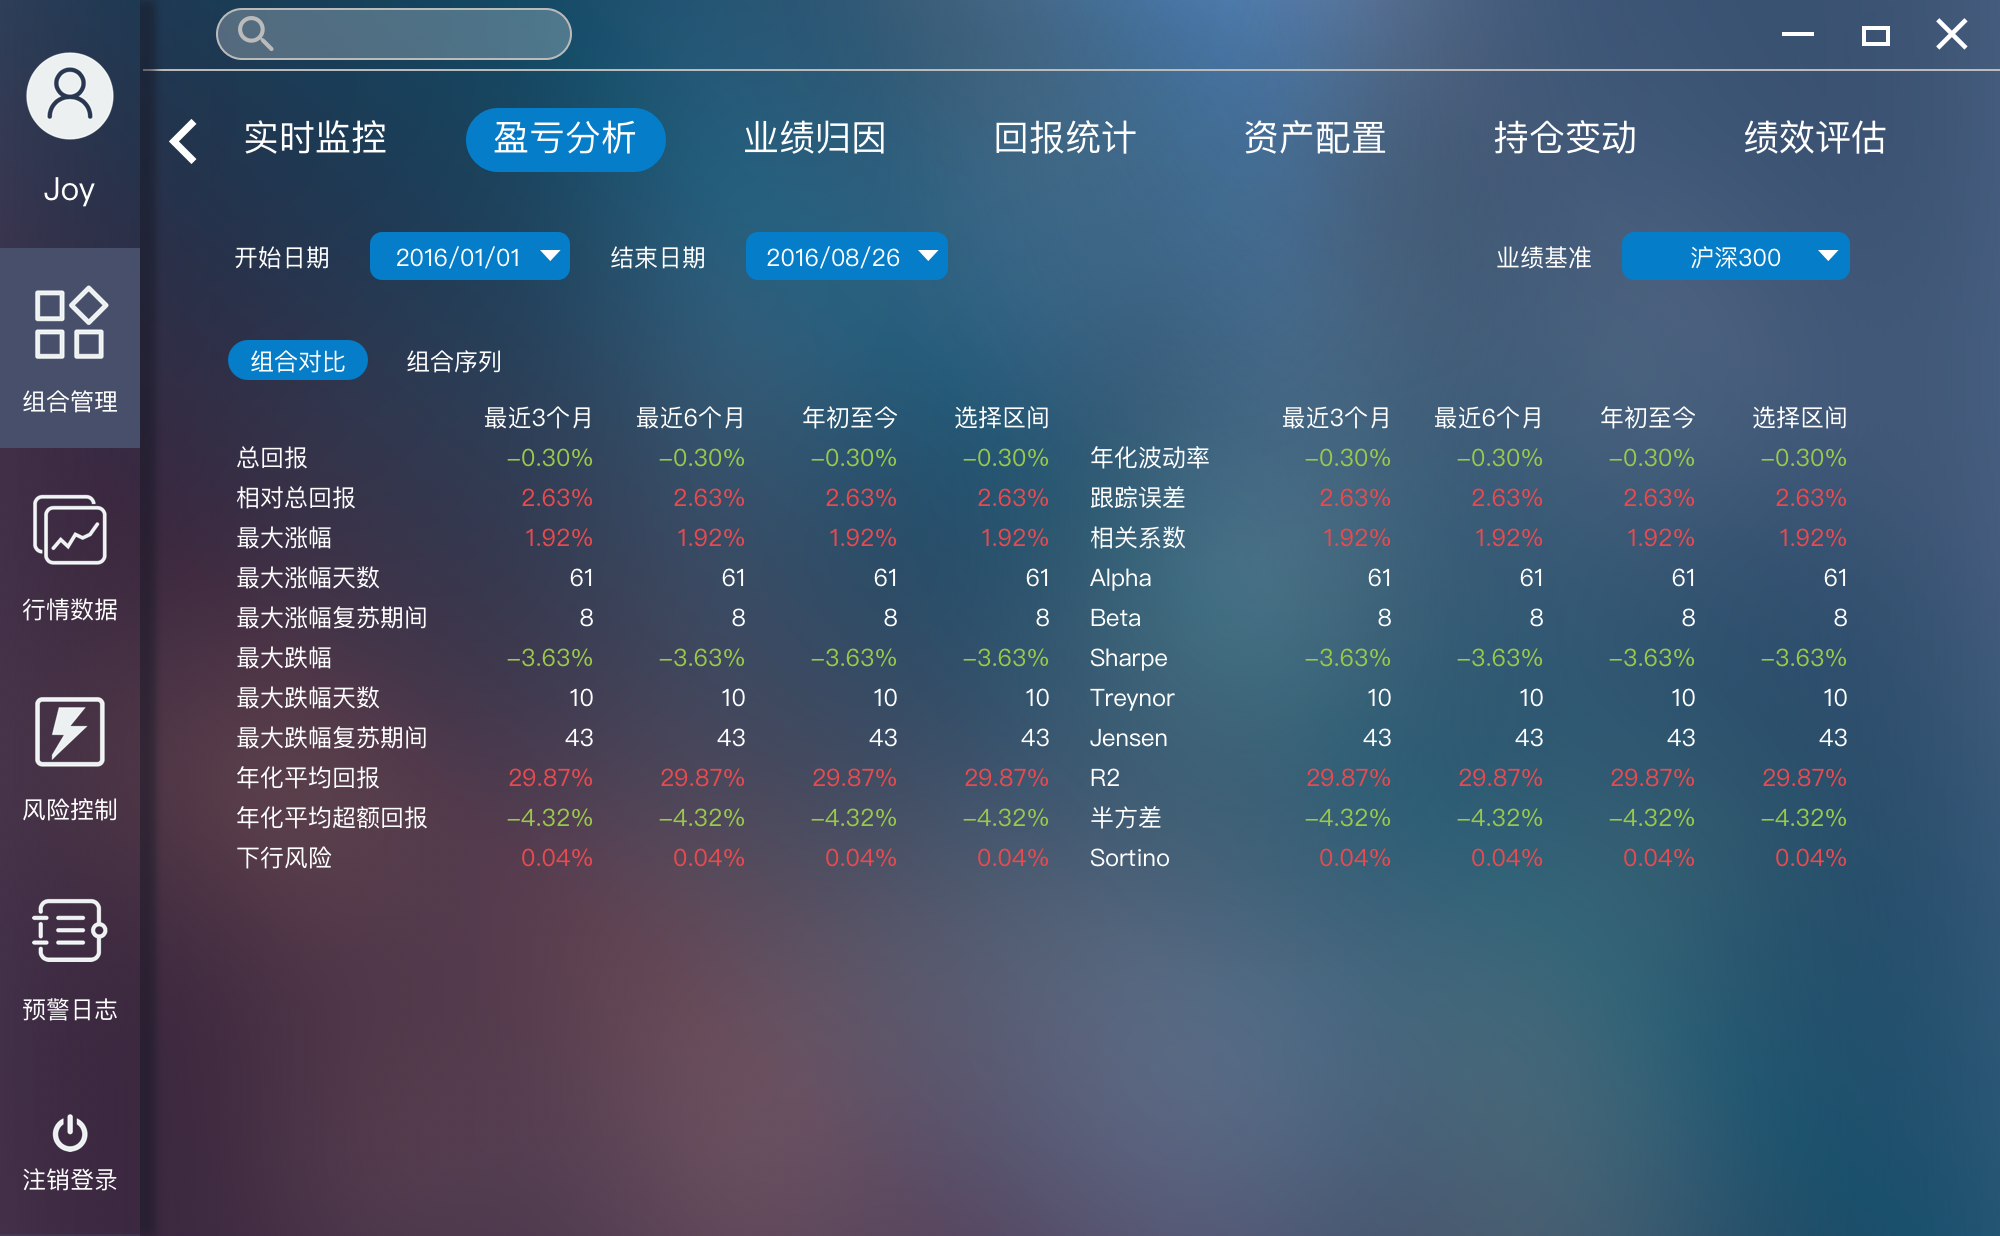 Joy
组合管理
行情数据
风险控制
预警日志
注销登录
实时监控 盈亏分析 业绩归因 回报统计 资产配置 持仓变动 绩效评估
开始日期 2016/01/01 结束日期 2016/08/26 业绩基准 沪深300
组合对比 组合序列
最近3个月 最近6个月 年初至今 选择区间 最近3个月 最近6个月 年初至今 选择区间
总回报 -0.30% -0.30% -0.30% -0.30% 年化波动率 -0.30% -0.30% -0.30% -0.30%
相对总回报 2.63% 2.63% 2.63% 2.63% 跟踪误差 2.63% 2.63% 2.63% 2.63%
最大涨幅 1.92% 1.92% 1.92% 1.92% 相关系数 1.92% 1.92% 1.92% 1.92%
最大涨幅天数 61 61 61 61 Alpha 61 61 61 61
最大涨幅复苏期间 8 8 8 8 Beta 8 8 8 8
最大跌幅 -3.63% -3.63% -3.63% -3.63% Sharpe -3.63% -3.63% -3.63% -3.63%
最大跌幅天数 10 10 10 10 Treynor 10 10 10 10
最大跌幅复苏期间 43 43 43 43 Jensen 43 43 43 43
年化平均回报 29.87% 29.87% 29.87% 29.87% R2 29.87% 29.87% 29.87% 29.87%
年化平均超额回报 -4.32% -4.32% -4.32% -4.32% 半方差 -4.32% -4.32% -4.32% -4.32%
下行风险 0.04% 0.04% 0.04% 0.04% Sortino 0.04% 0.04% 0.04% 0.04%